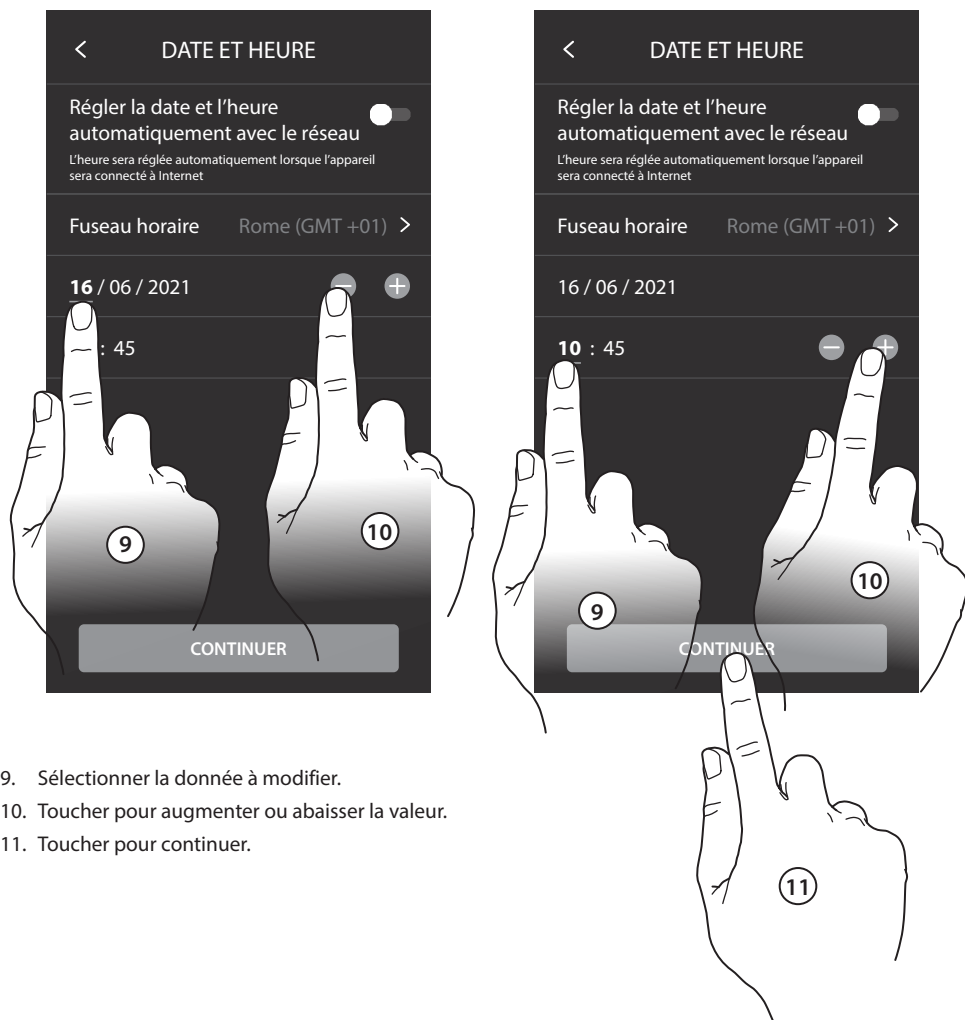 DATE ET HEURE
Régler la date et l'heure
automatiquement avec le réseau
L'heure sera réglée automatiquement lorsque l'appareil
sera connecté à Internet
Fuseau horaire Rome (GMT +01)
16 / 06 / 2021
: 45
9
10
CONTINUER
DATE ET HEURE
Régler la date et l'heure
automatiquement avec le réseau
L'heure sera réglée automatiquement lorsque l'appareil
sera connecté à Internet
Fuseau horaire Rome (GMT +01)
16 / 06 / 2021
10 : 45
9
10
CONTINUER
11
9. Sélectionner la donnée à modifier.
10. Toucher pour augmenter ou abaisser la valeur.
11. Toucher pour continuer.